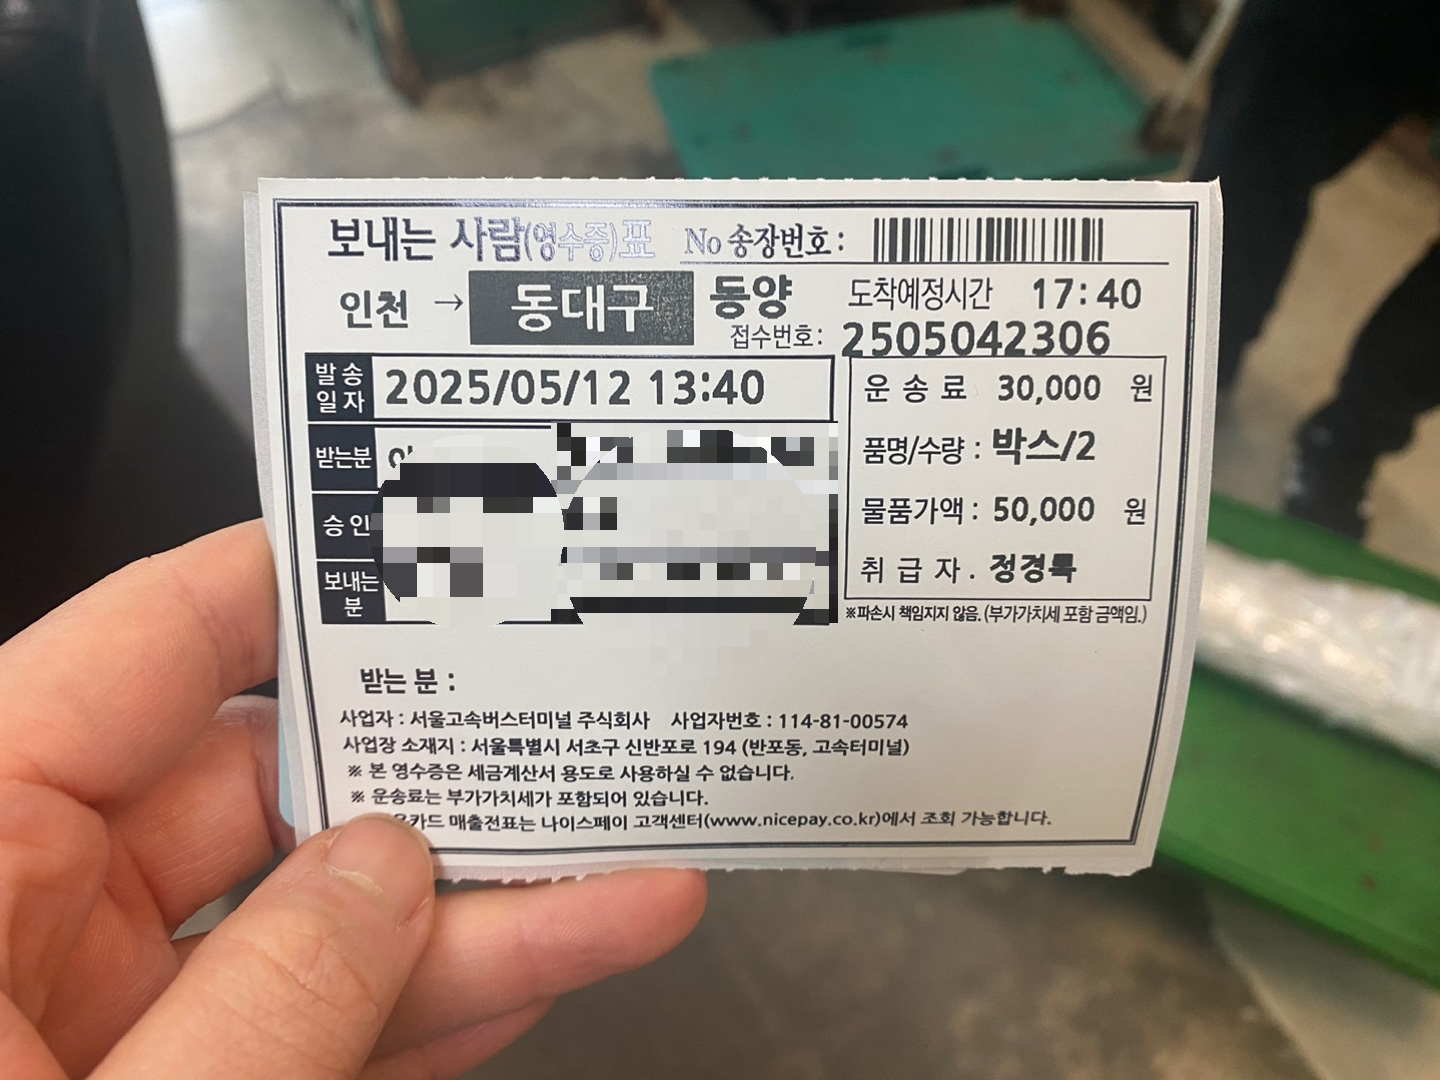 보내는 사람(영수증)표 No 송장번호 :
인천 → 동대구 동양 도착예정시간 17:40
접수번호: 2505042306
발송일자 2025/05/12 13:40
운 송 료 30,000 원
받는분
품명/수량 : 박스/2
승 인
물품가액 : 50,000 원
보내는분
취 급 자 . 정경록
※파손시 책임지지 않음. (부가가치세 포함 금액임.)
받는 분 :
사업자 : 서울고속버스터미널 주식회사 사업자번호 : 114-81-00574
사업장 소재지 : 서울특별시 서초구 신반포로 194 (반포동, 고속터미널)
※ 본 영수증은 세금계산서 용도로 사용하실 수 없습니다.
※ 운송료는 부가가치세가 포함되어 있습니다.
매출전표는 나이스페이 고객센터(www.nicepay.co.kr)에서 조회 가능합니다.